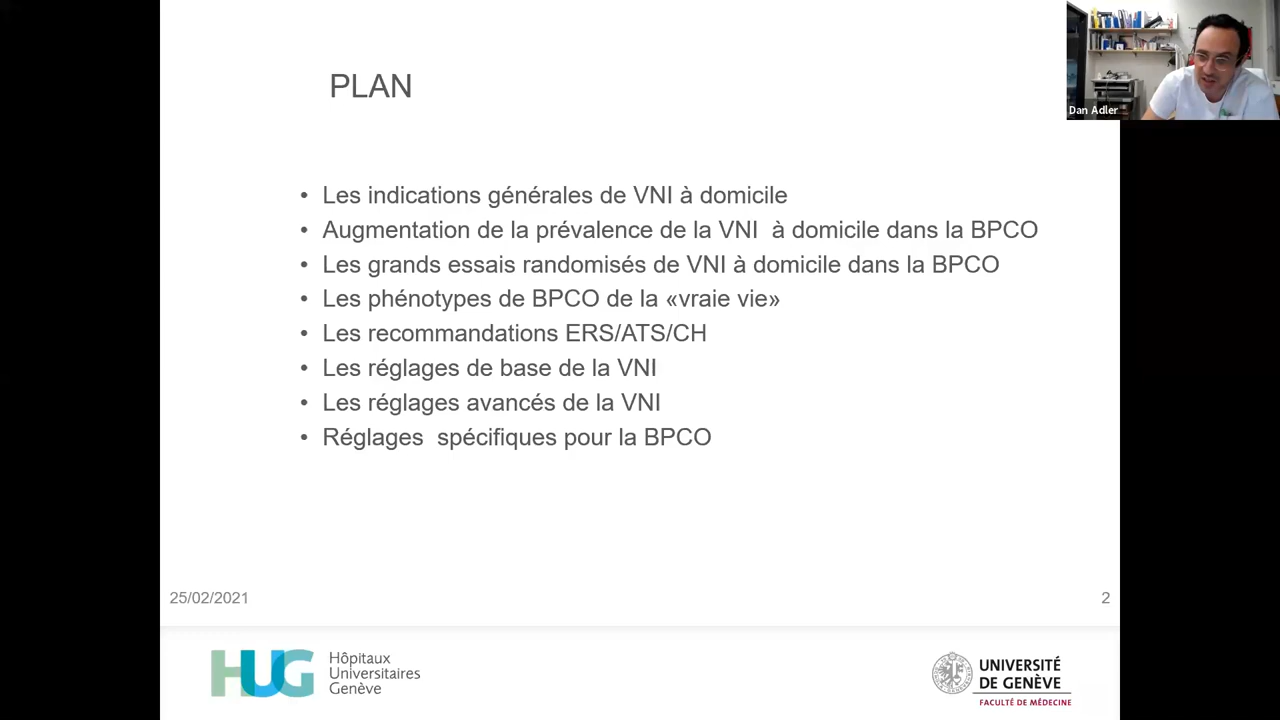 PLAN
Dan Adler
• Les indications générales de VNI à domicile
• Augmentation de la prévalence de la VNI  à domicile dans la BPCO
• Les grands essais randomisés de VNI à domicile dans la BPCO
• Les phénotypes de BPCO de la «vraie vie»
• Les recommandations ERS/ATS/CH
• Les réglages de base de la VNI
• Les réglages avancés de la VNI
• Réglages  spécifiques pour la BPCO
25/02/2021
2
HUG
Hôpitaux
Universitaires
Genève
UNIVERSITÉ
DE GENÈVE
FACULTÉ DE MÉDECINE